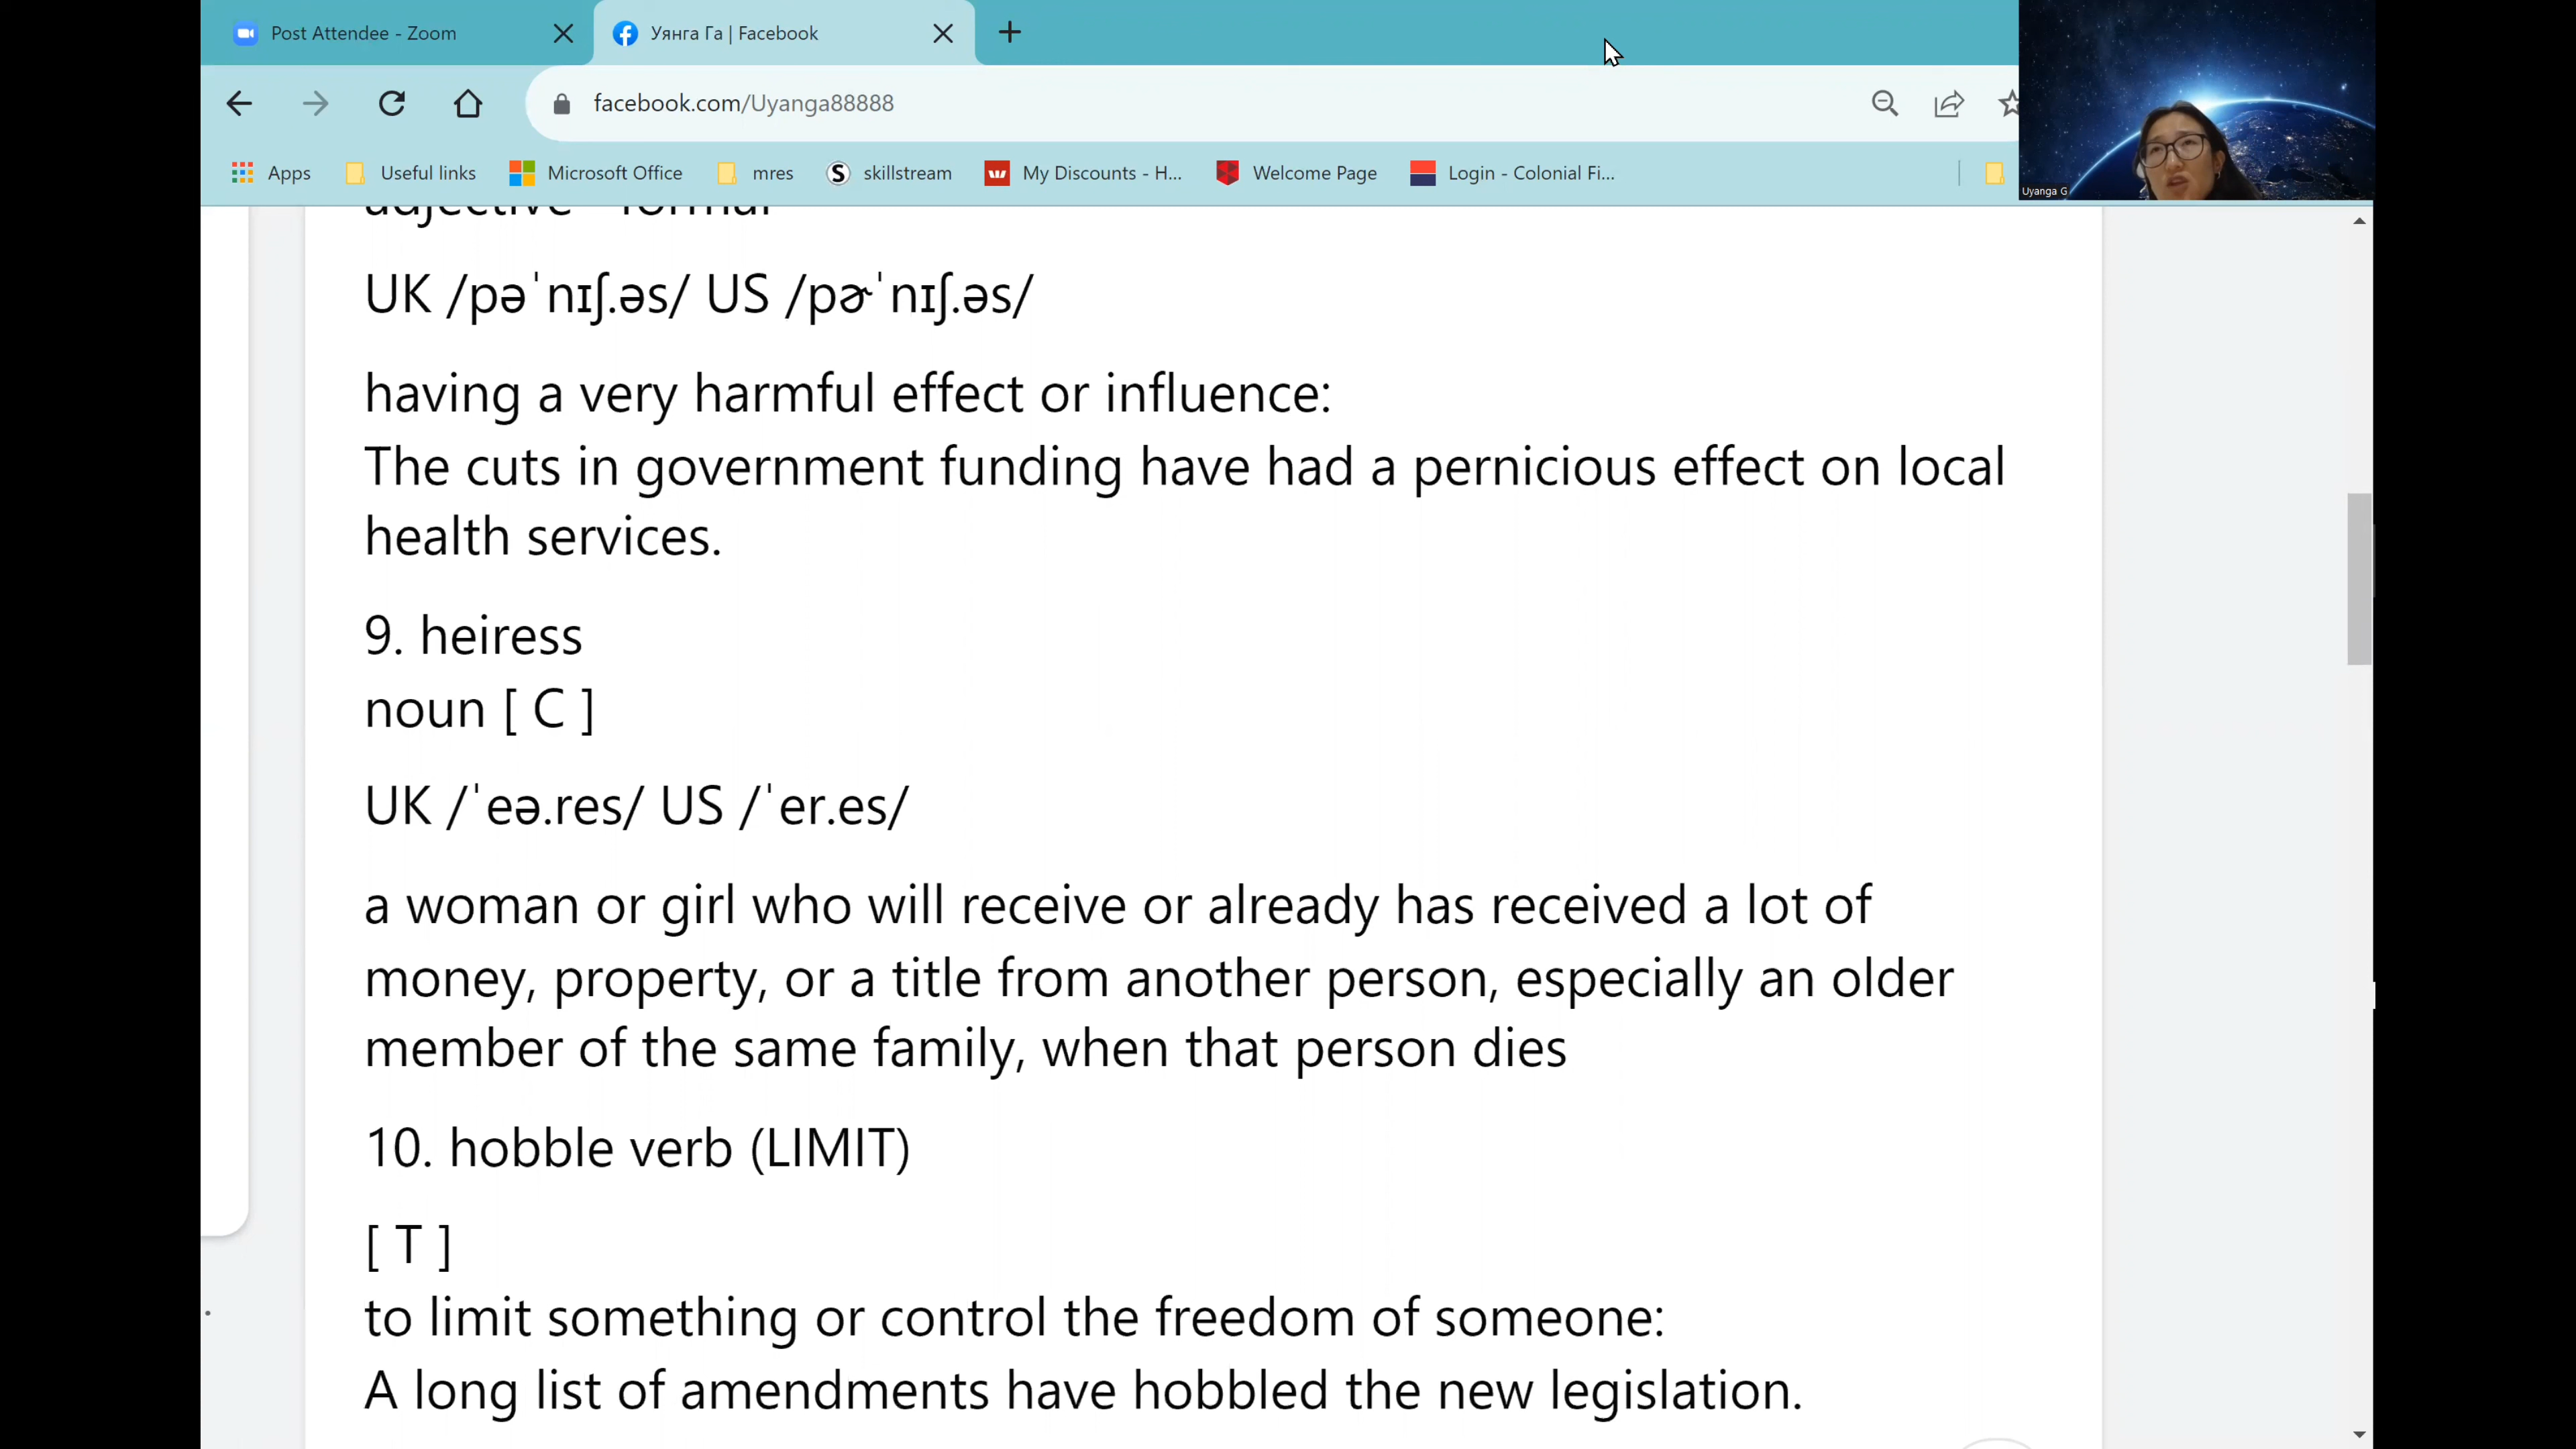 Post Attendee - Zoom
Уянга Га | Facebook
facebook.com/Uyanga88888
Apps
Useful links
Microsoft Office
mres
skillstream
My Discounts - H...
Welcome Page
Login - Colonial Fi...
Uyanga G
adjective formal
UK /pəˈnɪʃ.əs/ US /pɚˈnɪʃ.əs/
having a very harmful effect or influence:
The cuts in government funding have had a pernicious effect on local
health services.
9. heiress
noun [ C ]
UK /ˈeə.res/ US /ˈer.es/
a woman or girl who will receive or already has received a lot of
money, property, or a title from another person, especially an older
member of the same family, when that person dies
10. hobble verb (LIMIT)
[ T ]
to limit something or control the freedom of someone:
A long list of amendments have hobbled the new legislation.